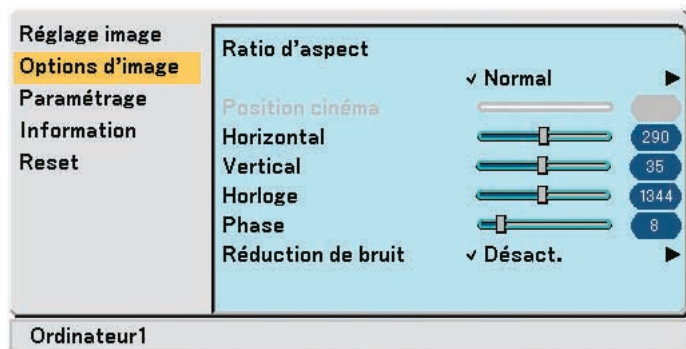 Réglage image
Options d'image
Paramétrage
Information
Reset
Ratio d'aspect
✓ Normal
Position cinéma
Horizontal 290
Vertical 35
Horloge 1344
Phase 8
Réduction de bruit ✓ Désact.
Ordinateur1